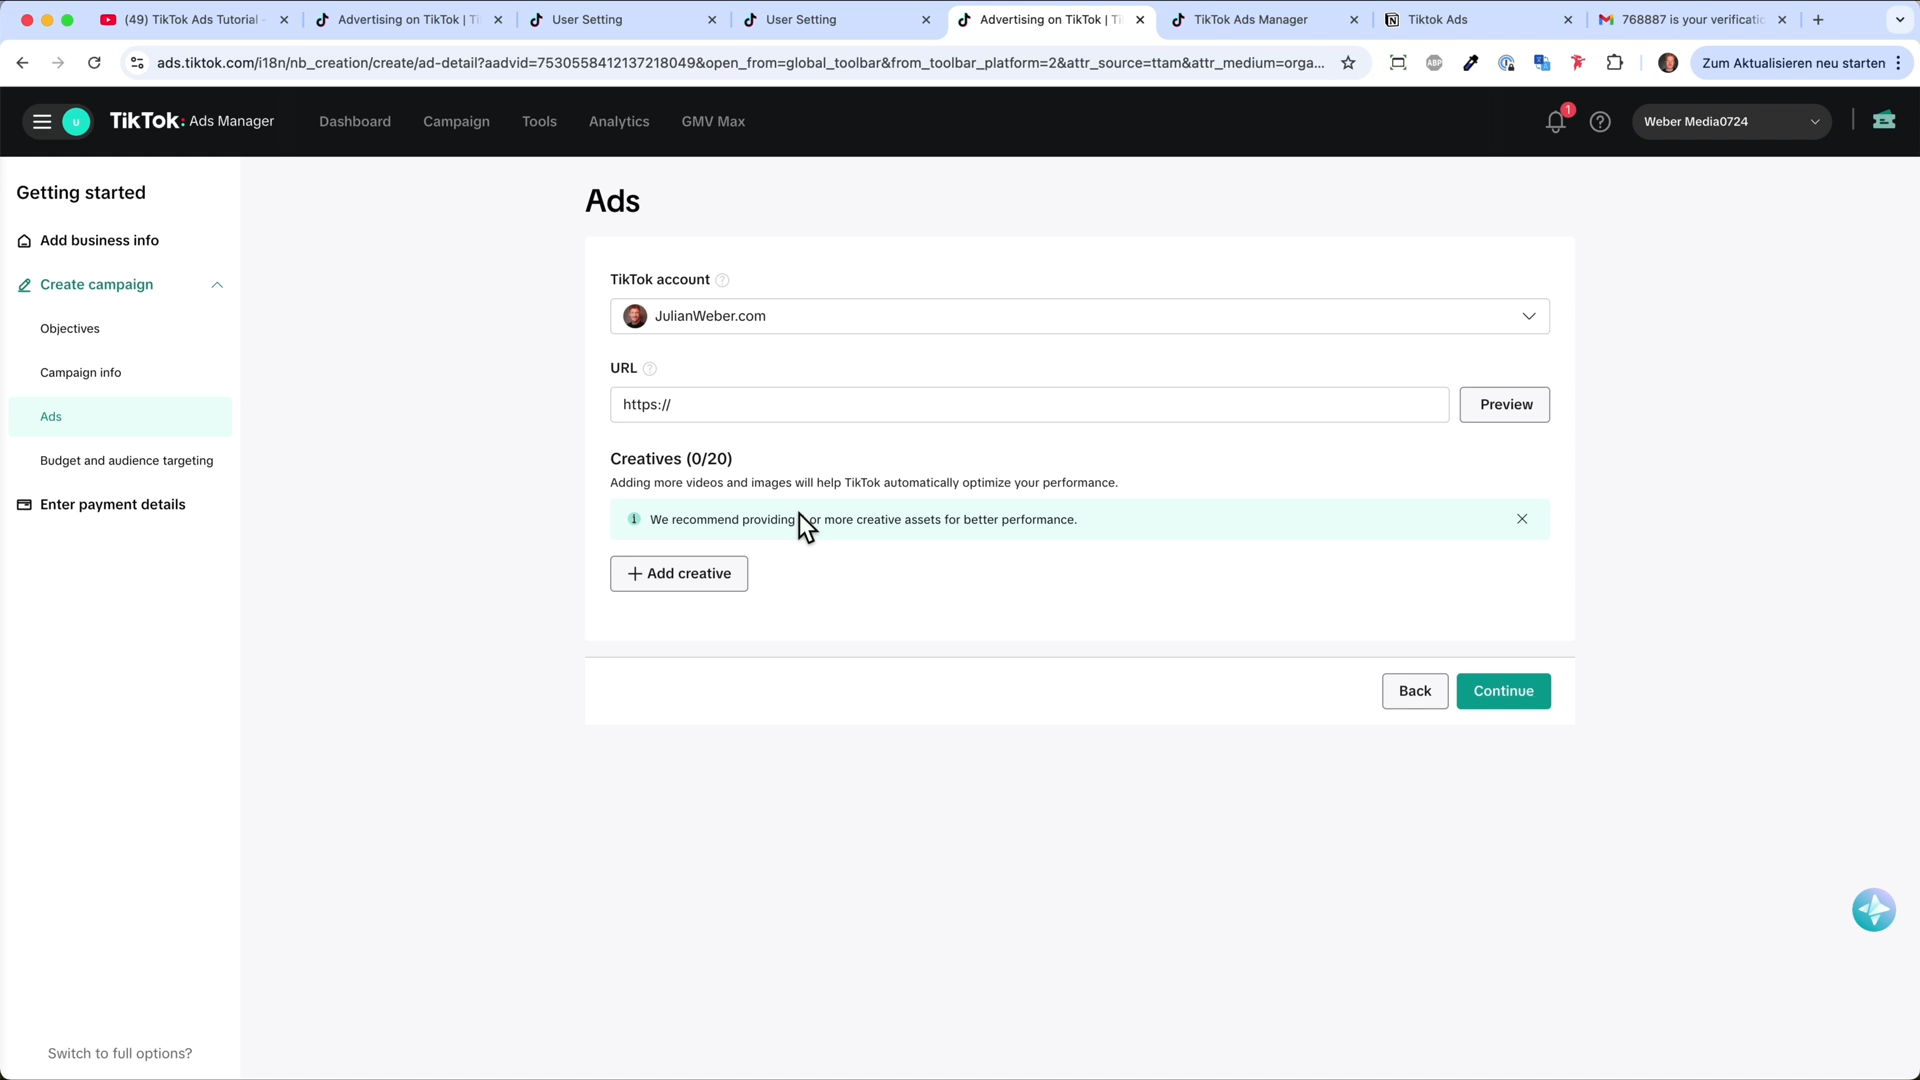 (49) TikTok Ads Tutorial
Advertising on TikTok | Ti
User Setting
User Setting
Advertising on TikTok | Ti
TikTok Ads Manager
Tiktok Ads
768887 is your verificatio
ads.tiktok.com/i18n/nb_creation/create/ad-detail?aadvid=7530558412137218049&open_from=global_toolbar&from_toolbar_platform=2&attr_source=ttam&attr_medium=orga...
ABP
Zum Aktualisieren neu starten
U
TikTok: Ads Manager
Dashboard
Campaign
Tools
Analytics
GMV Max
1
Weber Media0724
Getting started
Add business info
Create campaign
Objectives
Campaign info
Ads
Budget and audience targeting
Enter payment details
Switch to full options?
Ads
TikTok account
JulianWeber.com
URL
https://
Preview
Creatives (0/20)
Adding more videos and images will help TikTok automatically optimize your performance.
We recommend providing or more creative assets for better performance.
+ Add creative
Back
Continue